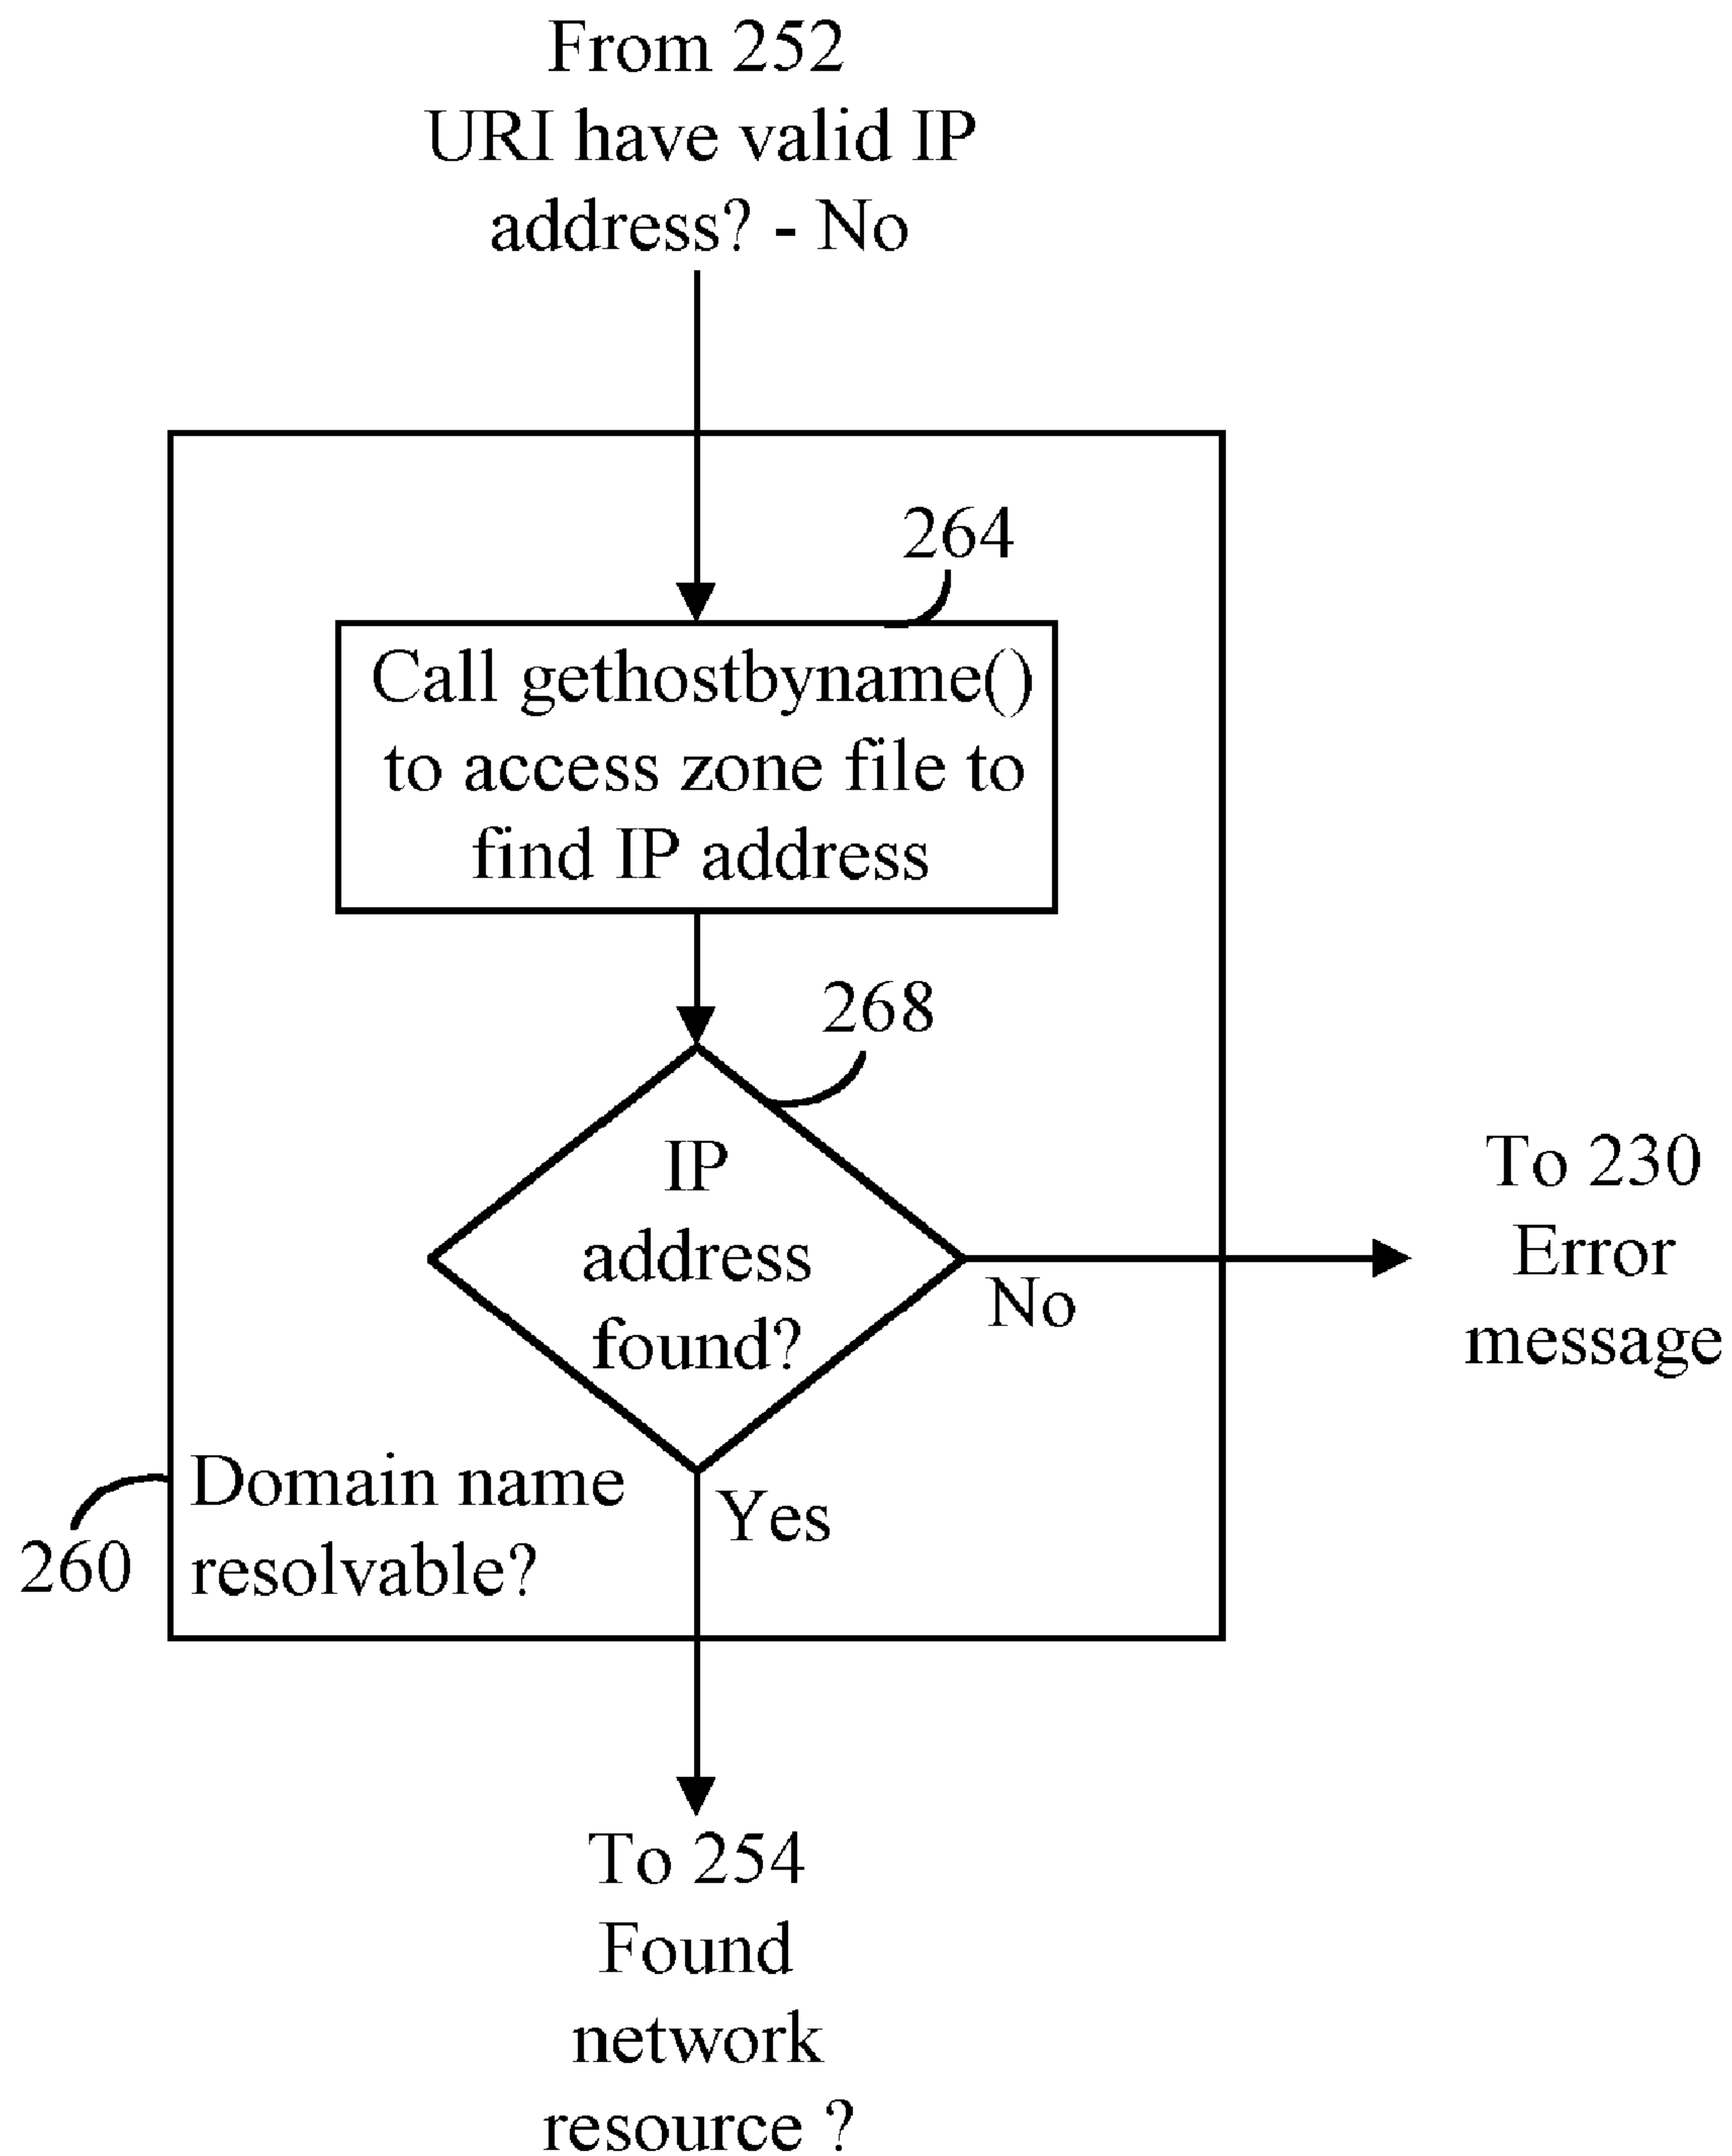 From 252
URI have valid IP
address? - No
264
Call gethostbyname()
to access zone file to
find IP address
268
IP
address
found?
No
To 230
Error
message
Yes
Domain name
resolvable?
260
To 254
Found
network
resource ?